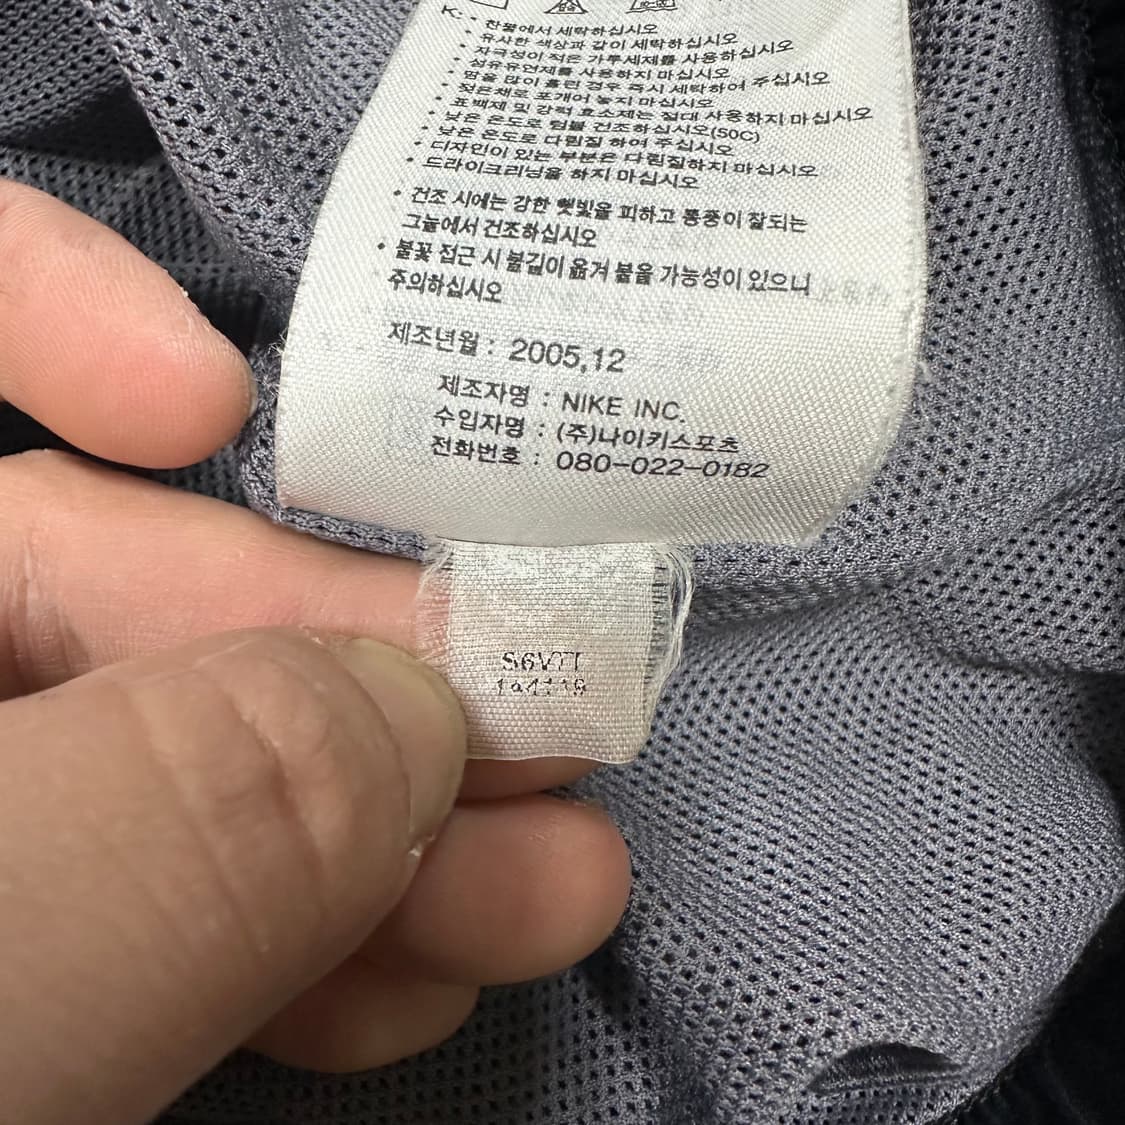 K: • 찬물에서 세탁하십시오
• 유사한 색상과 같이 세탁하십시오
• 자극성이 적은 가루세제를 사용하십시오
• 섬유유연제를 사용하지 마십시오
• 땀을 많이 흘린 경우 즉시 세탁하여 주십시오
• 젖은채로 포개어 놓지 마십시오
• 표백제 및 강력 효소제는 절대 사용하지 마십시오
• 낮은 온도로 텀블 건조하십시오(50C)
• 낮은 온도로 다림질 하여 주십시오
• 디자인이 있는 부분은 다림질하지 마십시오
• 드라이크리닝을 하지 마십시오
• 건조 시에는 강한 햇빛을 피하고 통풍이 잘되는
그늘에서 건조하십시오
• 불꽃 접근 시 불길이 옮겨 붙을 가능성이 있으니
주의하십시오
제조년월 : 2005,12
제조자명 : NIKE INC.
수입자명 : (주)나이키스포츠
전화번호 : 080-022-0182